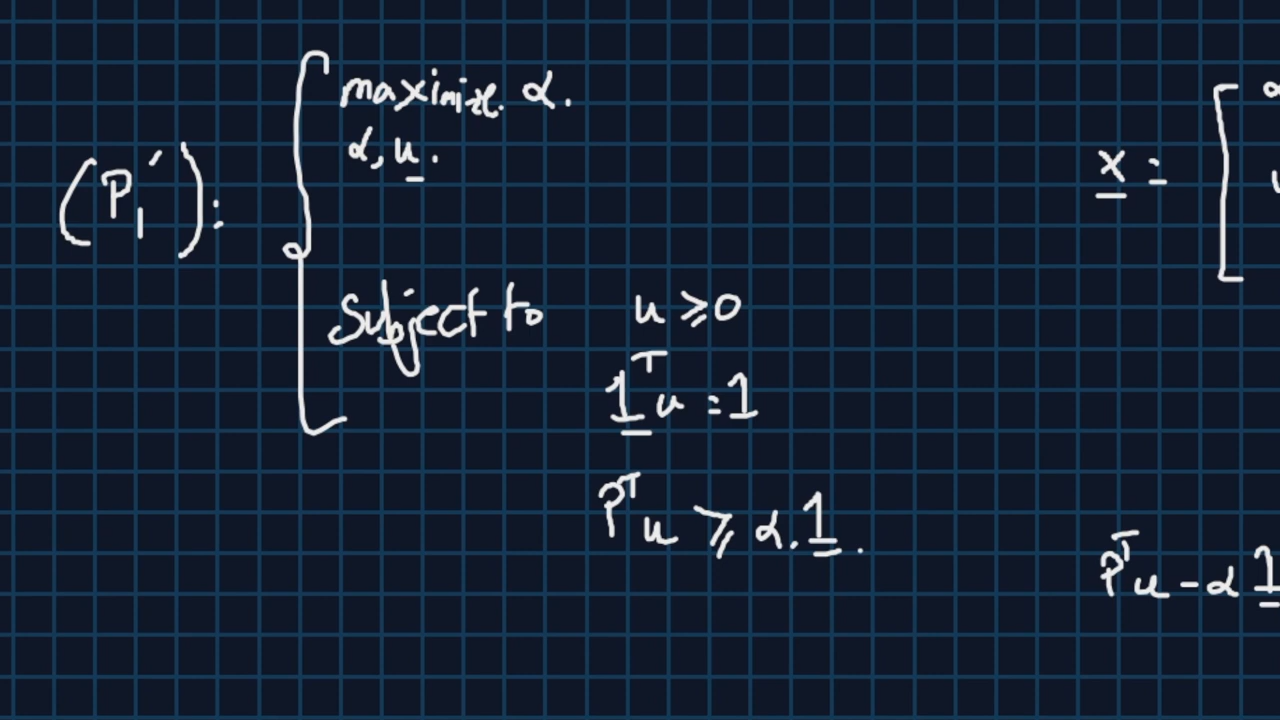 (P₁′): maximize α.
α, u.
x = [α
Subject to u ≥ 0
1ᵀu = 1
Pᵀu ≥ α.1.
Pᵀu - α 1